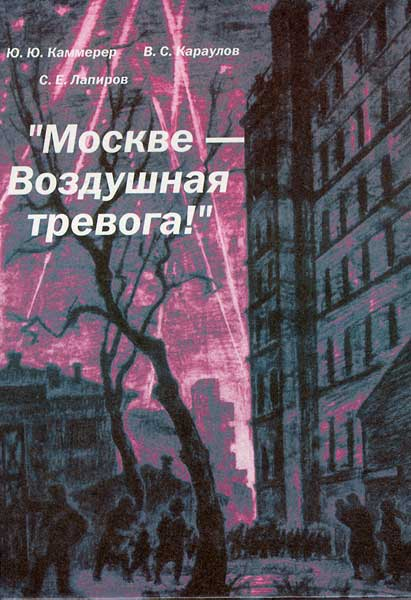 Ю. Ю. Каммерер В. С. Караулов
С. Е. Лапиров
"Москве —
Воздушная
тревога!"